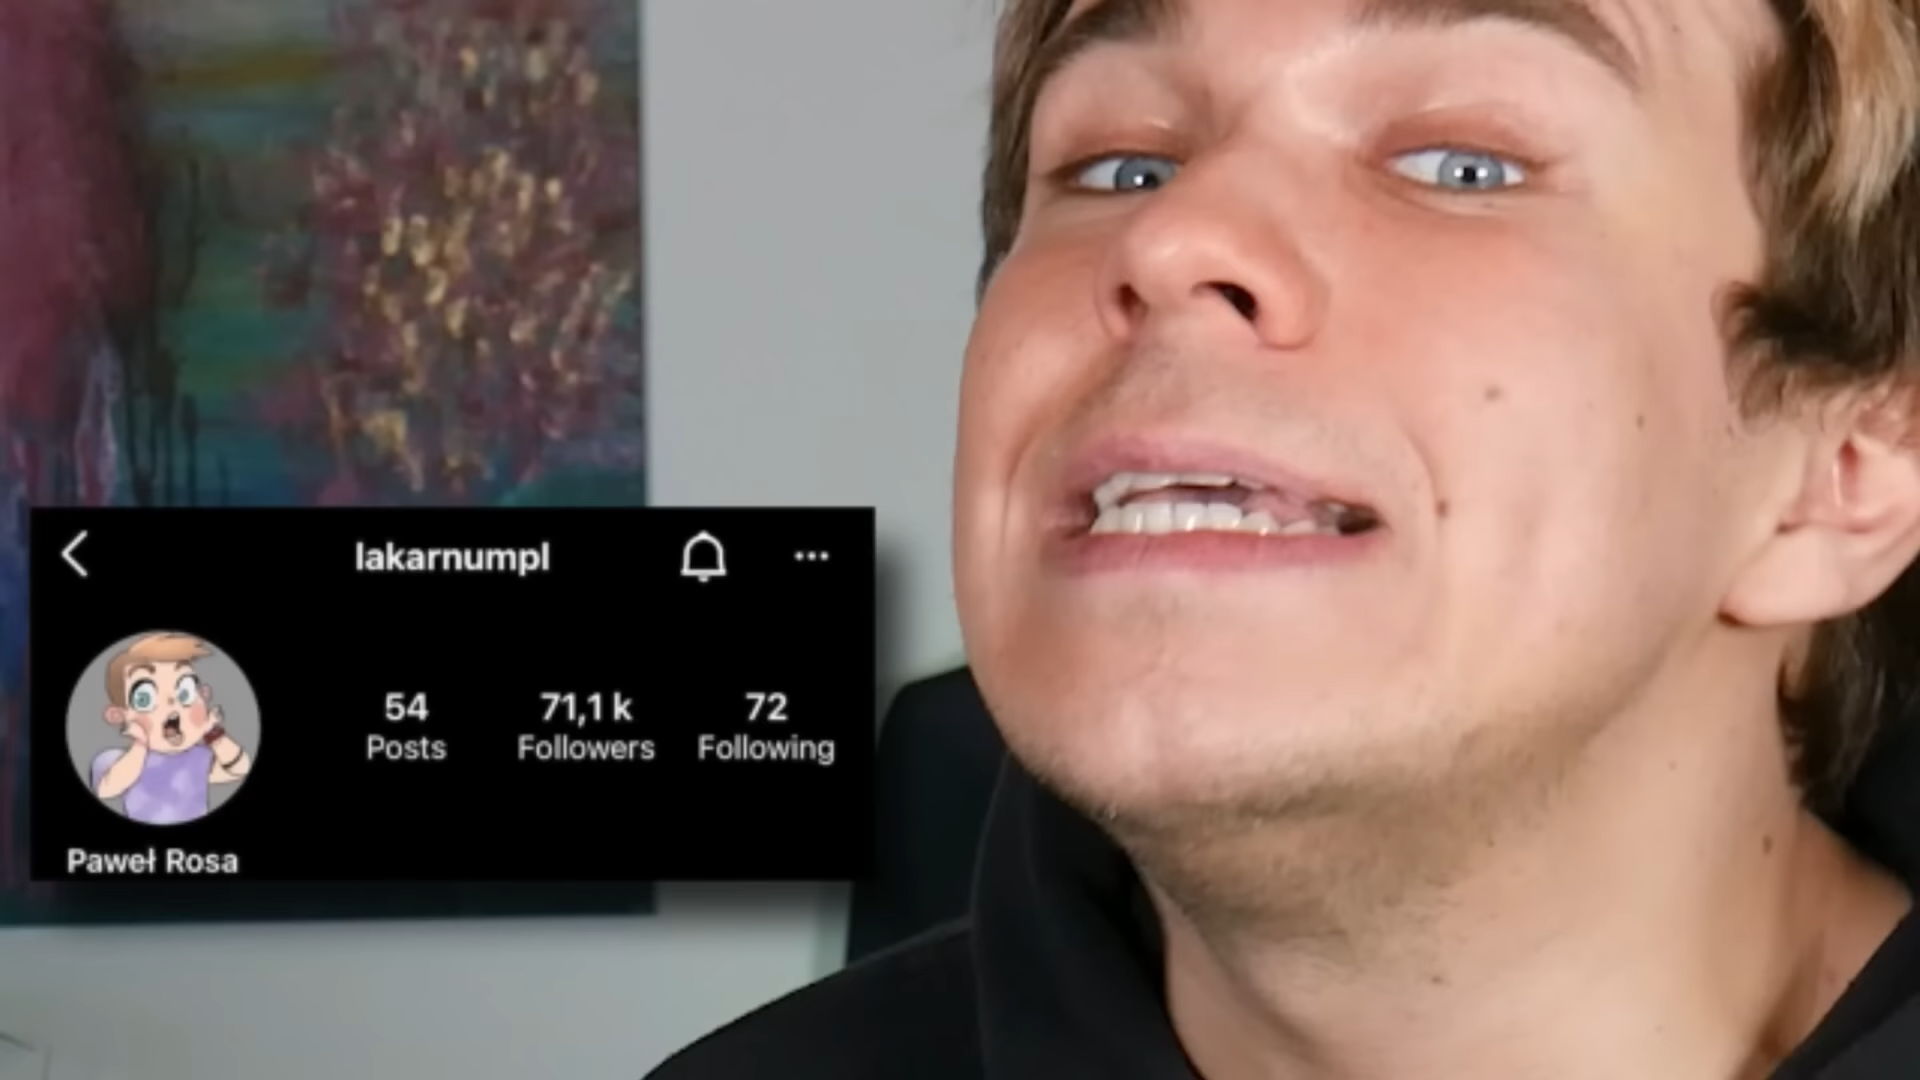 lakarnumpl
54
Posts
71,1 k
Followers
72
Following
Paweł Rosa